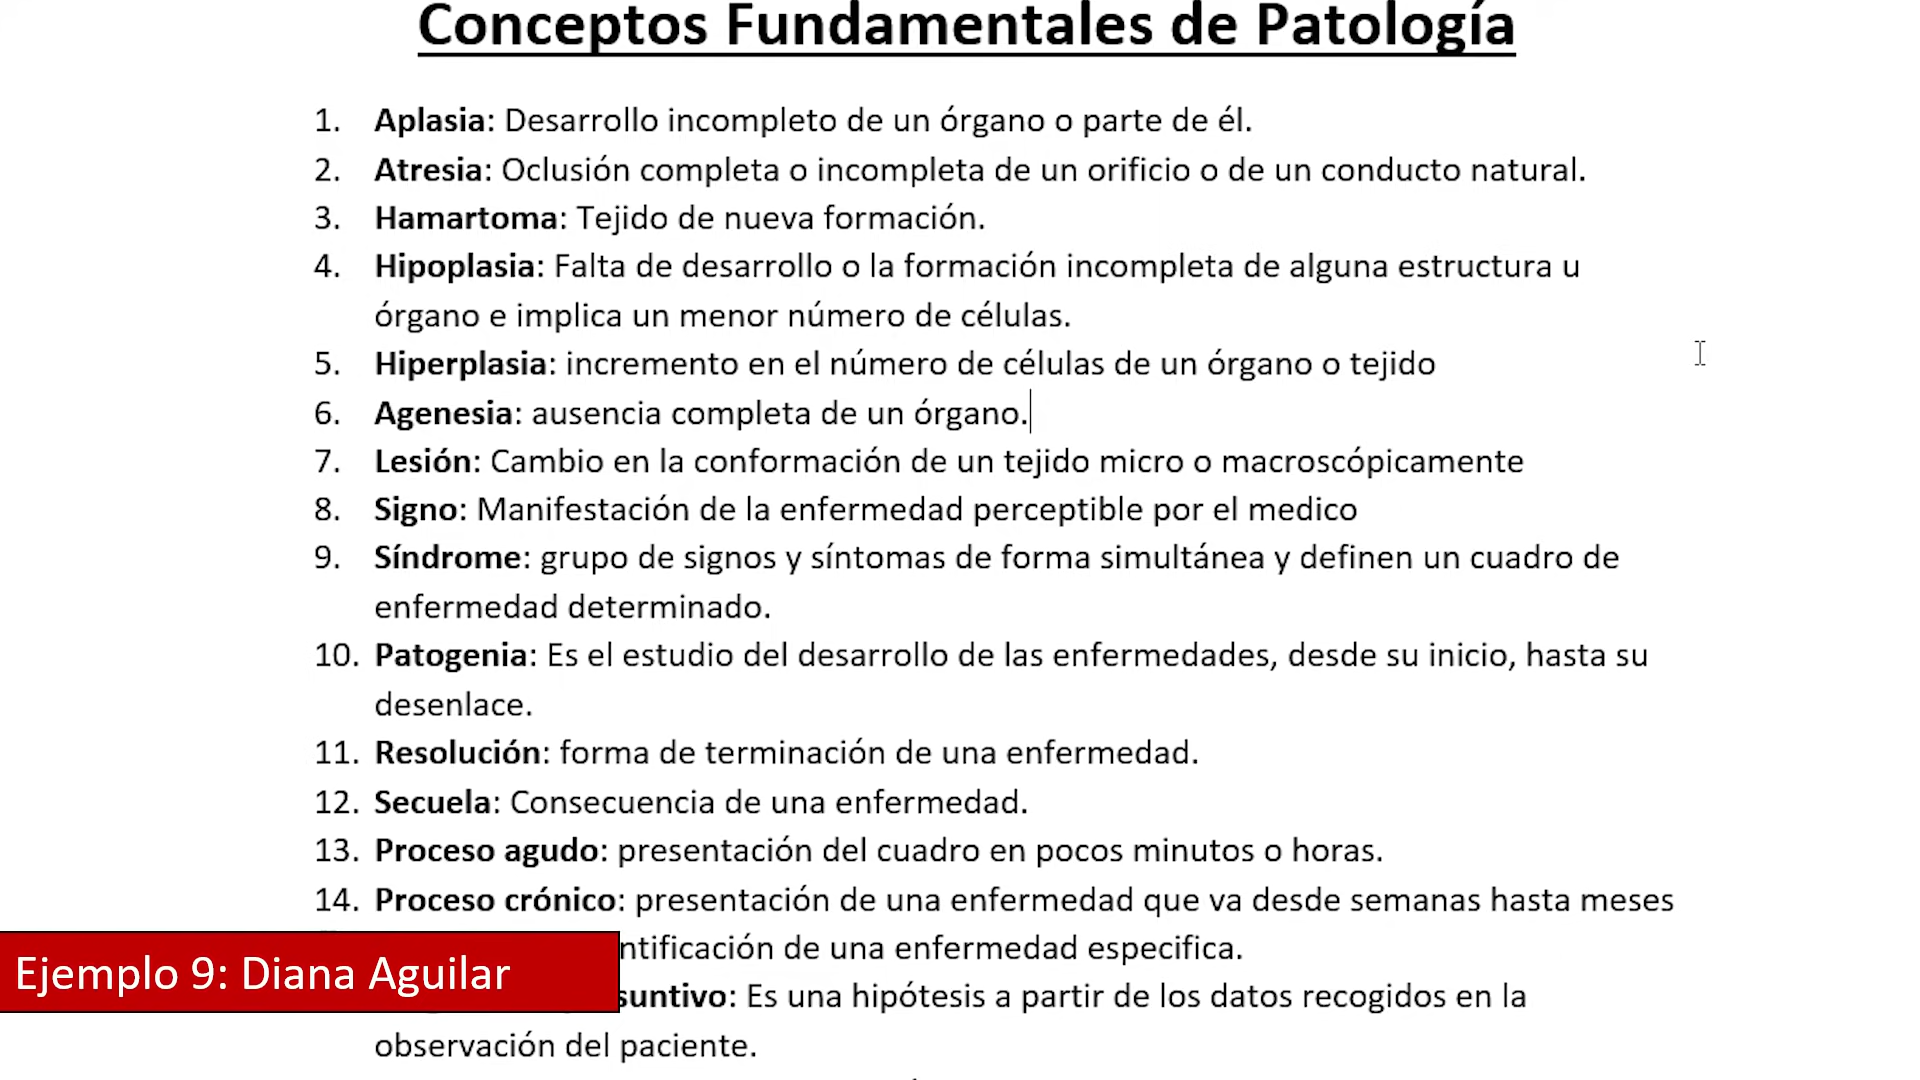 Conceptos Fundamentales de Patología
1. Aplasia: Desarrollo incompleto de un órgano o parte de él.
2. Atresia: Oclusión completa o incompleta de un orificio o de un conducto natural.
3. Hamartoma: Tejido de nueva formación.
4. Hipoplasia: Falta de desarrollo o la formación incompleta de alguna estructura u
órgano e implica un menor número de células.
5. Hiperplasia: incremento en el número de células de un órgano o tejido
6. Agenesia: ausencia completa de un órgano.
7. Lesión: Cambio en la conformación de un tejido micro o macroscópicamente
8. Signo: Manifestación de la enfermedad perceptible por el medico
9. Síndrome: grupo de signos y síntomas de forma simultánea y definen un cuadro de
enfermedad determinado.
10. Patogenia: Es el estudio del desarrollo de las enfermedades, desde su inicio, hasta su
desenlace.
11. Resolución: forma de terminación de una enfermedad.
12. Secuela: Consecuencia de una enfermedad.
13. Proceso agudo: presentación del cuadro en pocos minutos o horas.
14. Proceso crónico: presentación de una enfermedad que va desde semanas hasta meses
ntificación de una enfermedad especifica.
Ejemplo 9: Diana Aguilar
suntivo: Es una hipótesis a partir de los datos recogidos en la
observación del paciente.